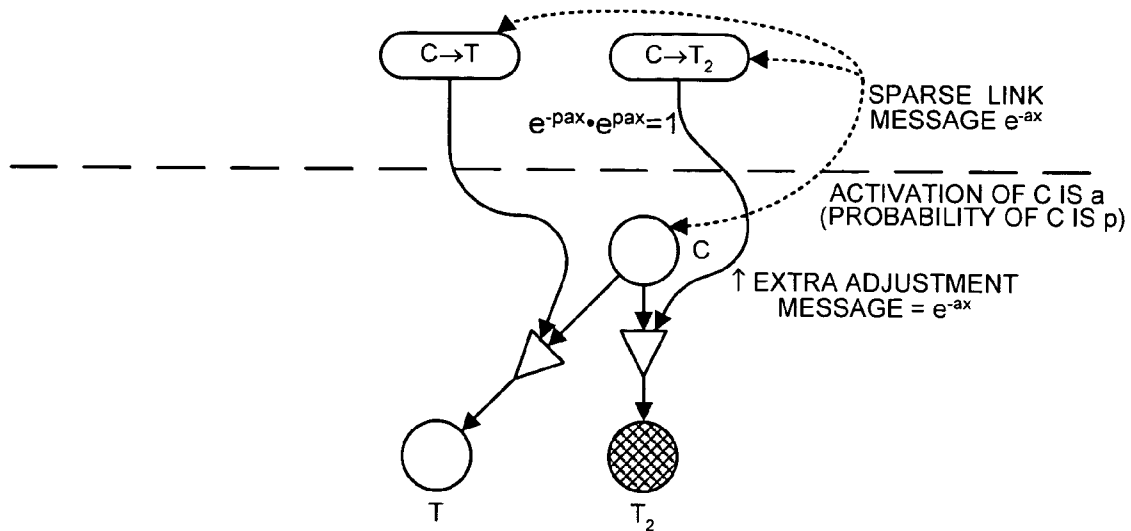 C→T
C→T₂
SPARSE LINK
MESSAGE e⁻ᵃˣ
e⁻ᵖᵃˣ•eᵖᵃˣ=1
ACTIVATION OF C IS a
(PROBABILITY OF C IS p)
C
↑ EXTRA ADJUSTMENT
MESSAGE = e⁻ᵃˣ
T
T₂